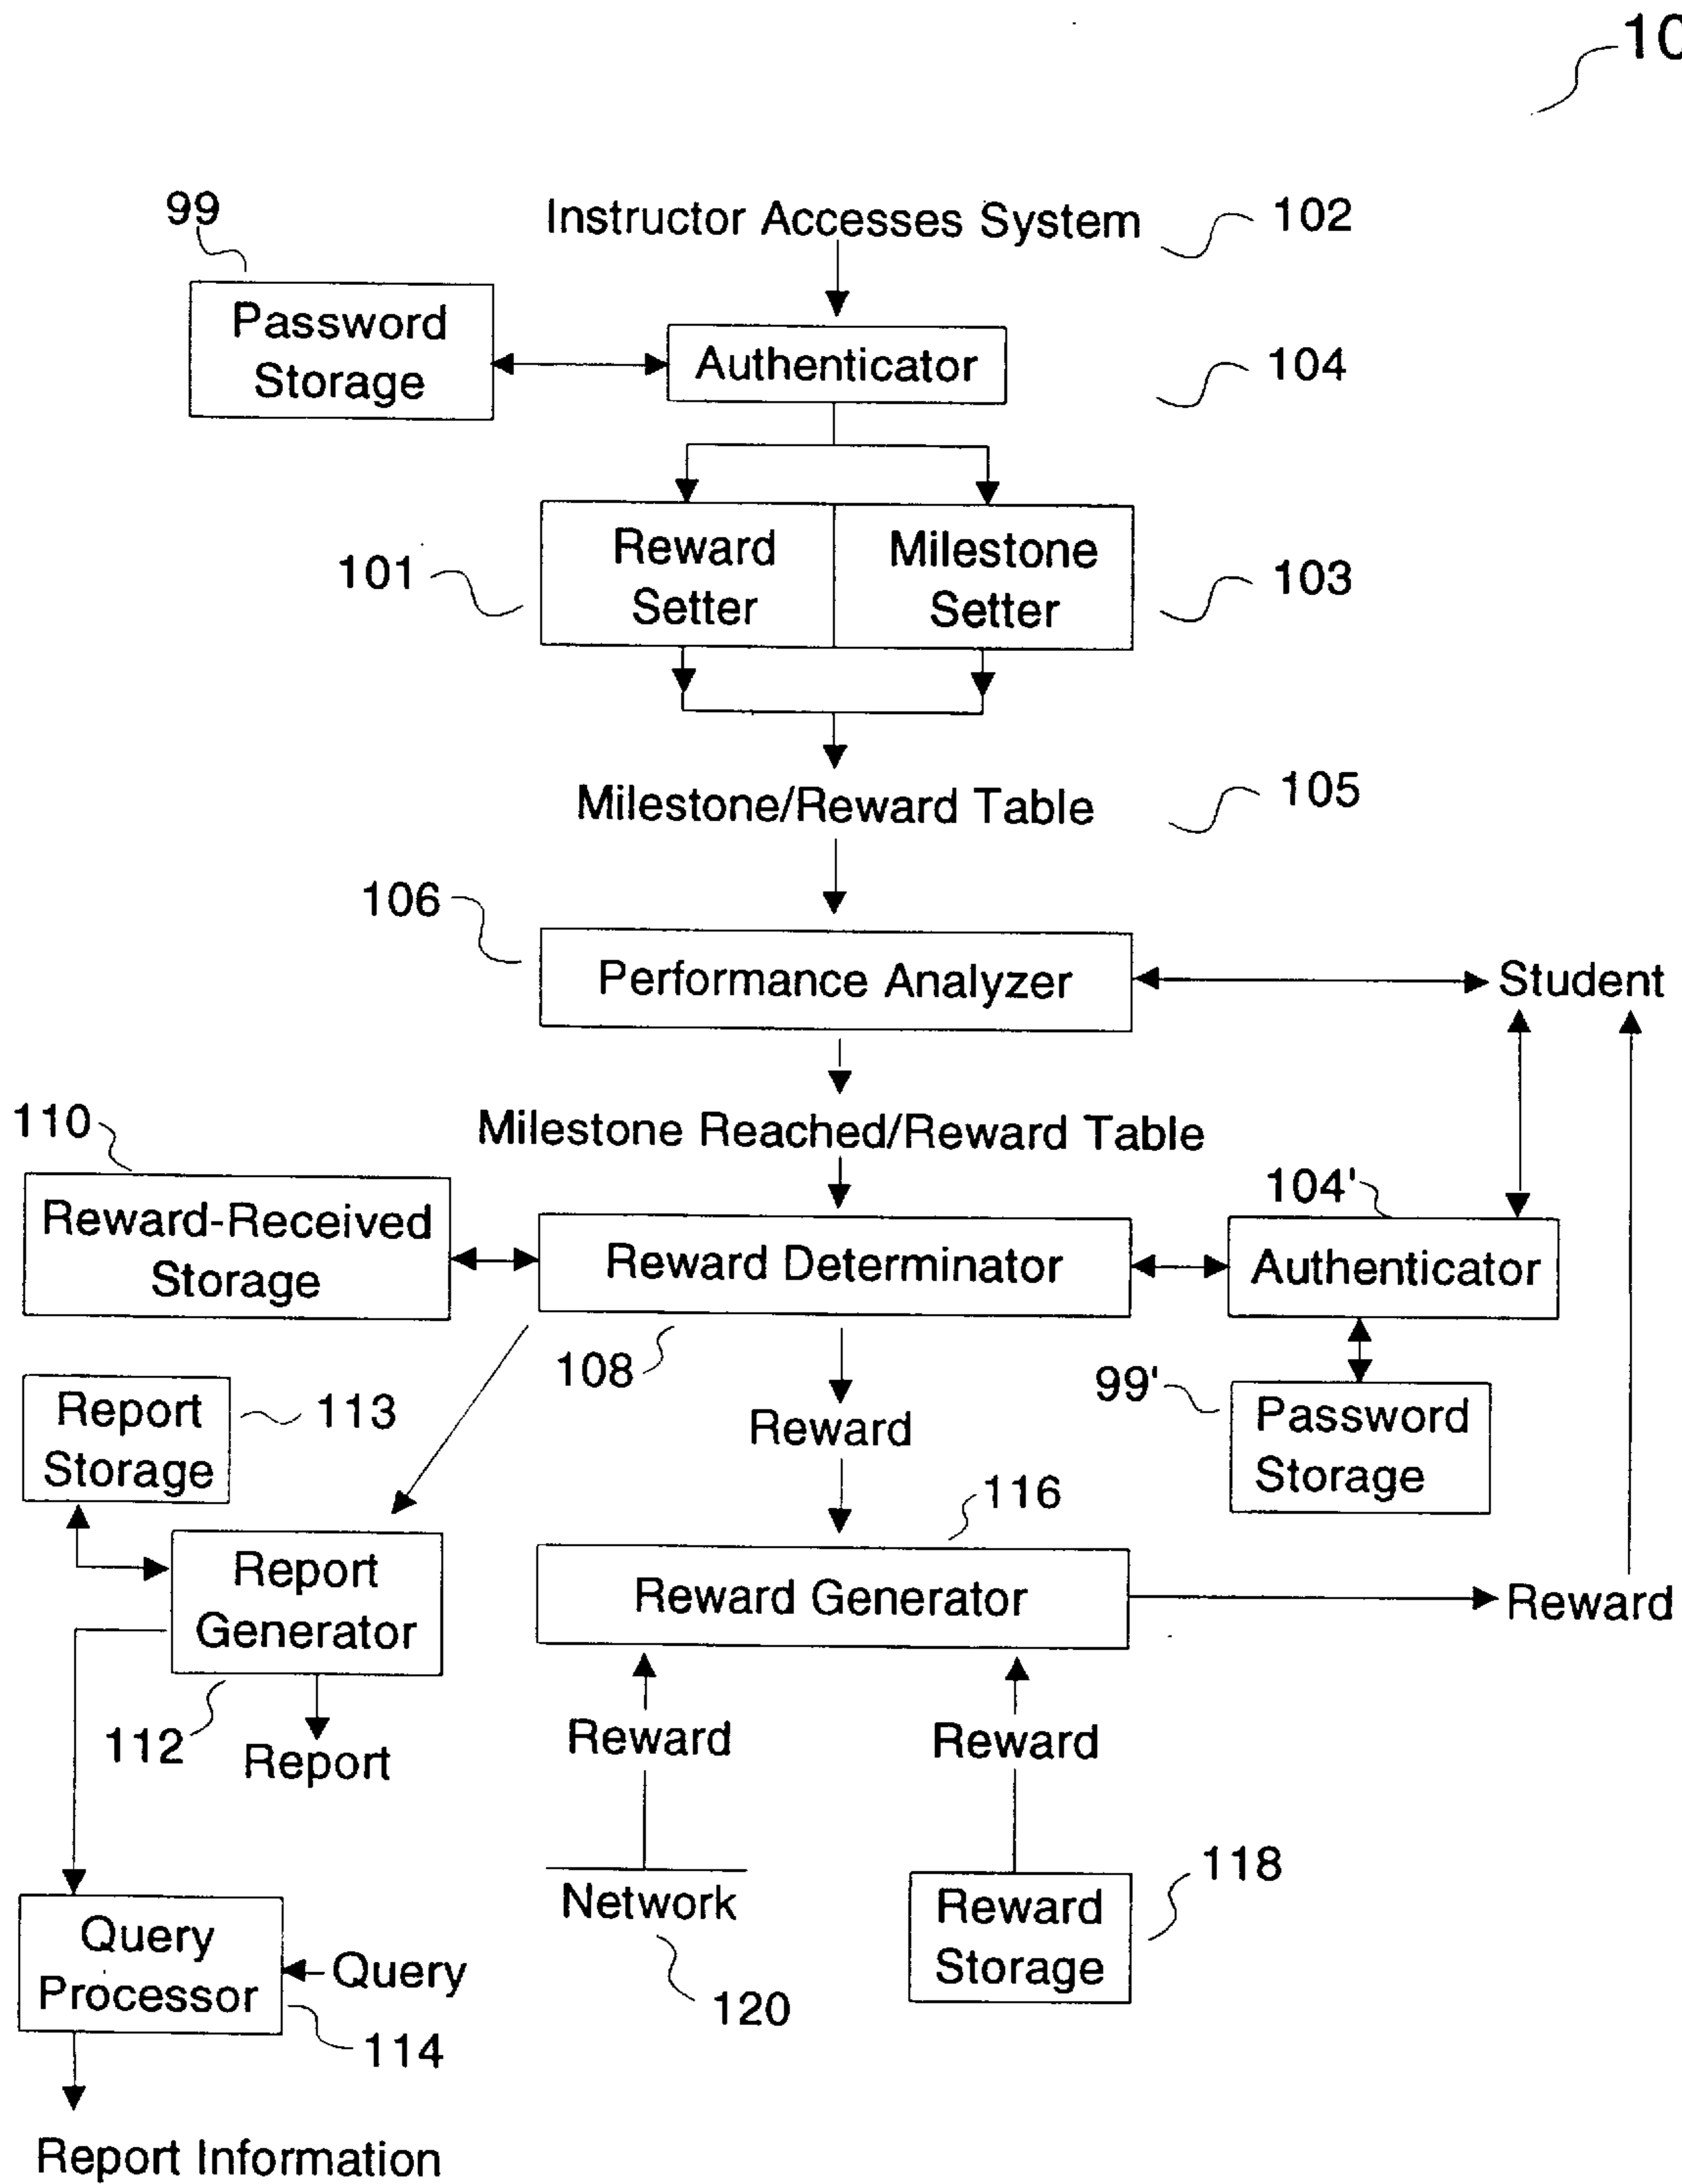 10
99
Instructor Accesses System
102
Password
Storage
Authenticator
104
101
Reward
Setter
Milestone
Setter
103
Milestone/Reward Table
105
106
Performance Analyzer
Student
110
Milestone Reached/Reward Table
104'
Reward-Received
Storage
Reward Determinator
Authenticator
108
99'
Report
Storage
113
Reward
Password
Storage
116
Report
Generator
Reward Generator
Reward
112
Report
Reward
Reward
118
Network
Reward
Storage
120
Query
Processor
Query
114
Report Information